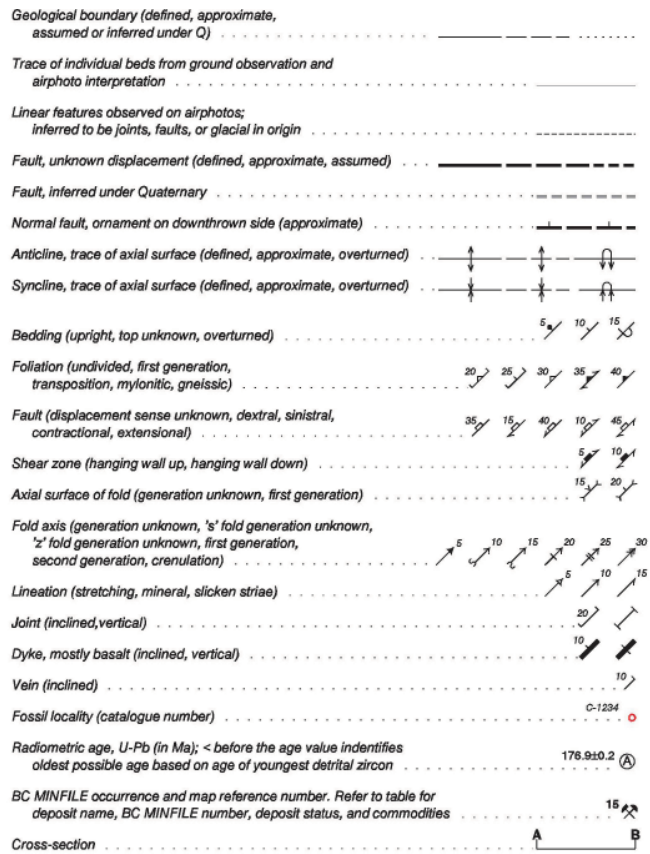 Geological boundary (defined, approximate,
assumed or inferred under Q)
Trace of individual beds from ground observation and
airphoto interpretation
Linear features observed on airphotos;
inferred to be joints, faults, or glacial in origin
Fault, unknown displacement (defined, approximate, assumed)
Fault, inferred under Quaternary
Normal fault, ornament on downthrown side (approximate)
Anticline, trace of axial surface (defined, approximate, overturned)
Syncline, trace of axial surface (defined, approximate, overturned)
Bedding (upright, top unknown, overturned) 5 10 15
Foliation (undivided, first generation,
transposition, mylonitic, gneissic) 20 25 30 35 40
Fault (displacement sense unknown, dextral, sinistral,
contractional, extensional) 35 15 40 10 45
Shear zone (hanging wall up, hanging wall down) 5 10
Axial surface of fold (generation unknown, first generation) 15 20
Fold axis (generation unknown, 's' fold generation unknown,
'z' fold generation unknown, first generation,
second generation, crenulation) 5 10 15 20 25 30
Lineation (stretching, mineral, slicken striae) 5 10 15
Joint (inclined,vertical) 20
Dyke, mostly basalt (inclined, vertical) 10
Vein (inclined) 10
Fossil locality (catalogue number) C-1234
Radiometric age, U-Pb (in Ma); < before the age value indentifies
oldest possible age based on age of youngest detrital zircon 176.9±0.2 A
BC MINFILE occurrence and map reference number. Refer to table for
deposit name, BC MINFILE number, deposit status, and commodities 15
Cross-section A B